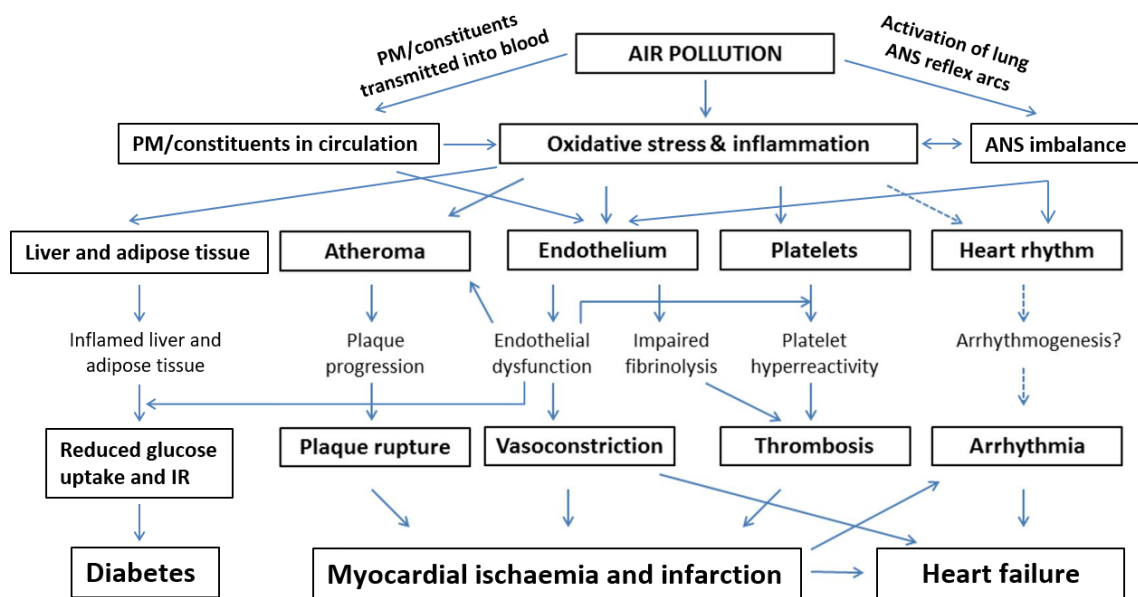 PM/constituents
transmitted into blood
AIR POLLUTION
Activation of lung
ANS reflex arcs
PM/constituents in circulation
Oxidative stress & inflammation
ANS imbalance
Liver and adipose tissue
Atheroma
Endothelium
Platelets
Heart rhythm
Inflamed liver and
adipose tissue
Plaque
progression
Endothelial
dysfunction
Impaired
fibrinolysis
Platelet
hyperreactivity
Arrhythmogenesis?
Reduced glucose
uptake and IR
Plaque rupture
Vasoconstriction
Thrombosis
Arrhythmia
Diabetes
Myocardial ischaemia and infarction
Heart failure